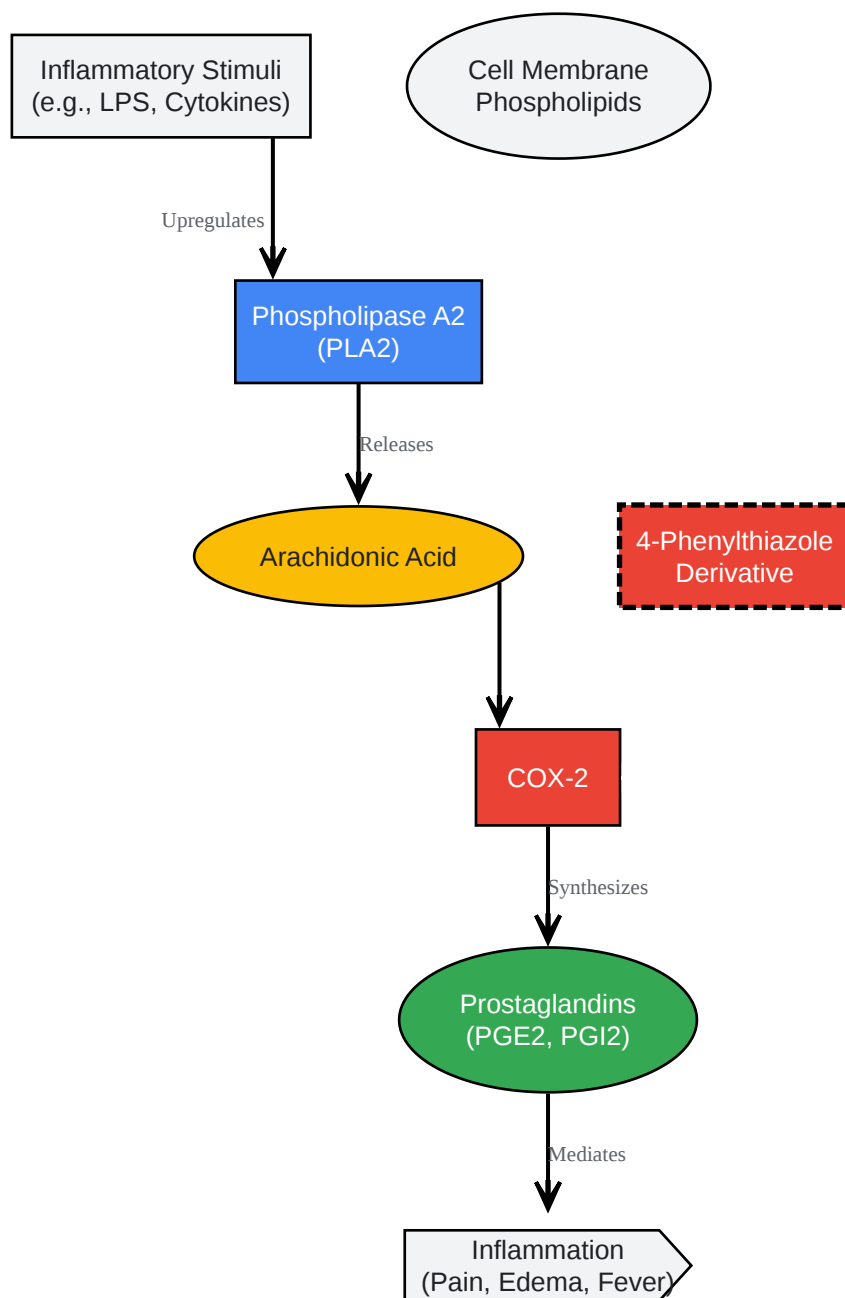 Inflammatory Stimuli
(e.g., LPS, Cytokines)
Cell Membrane
Phospholipids
Upregulates
Phospholipase A2
(PLA2)
Releases
Arachidonic Acid
4-Phenylthiazole
Derivative
COX-2
Synthesizes
Prostaglandins
(PGE2, PGI2)
Mediates
Inflammation
(Pain, Edema, Fever)